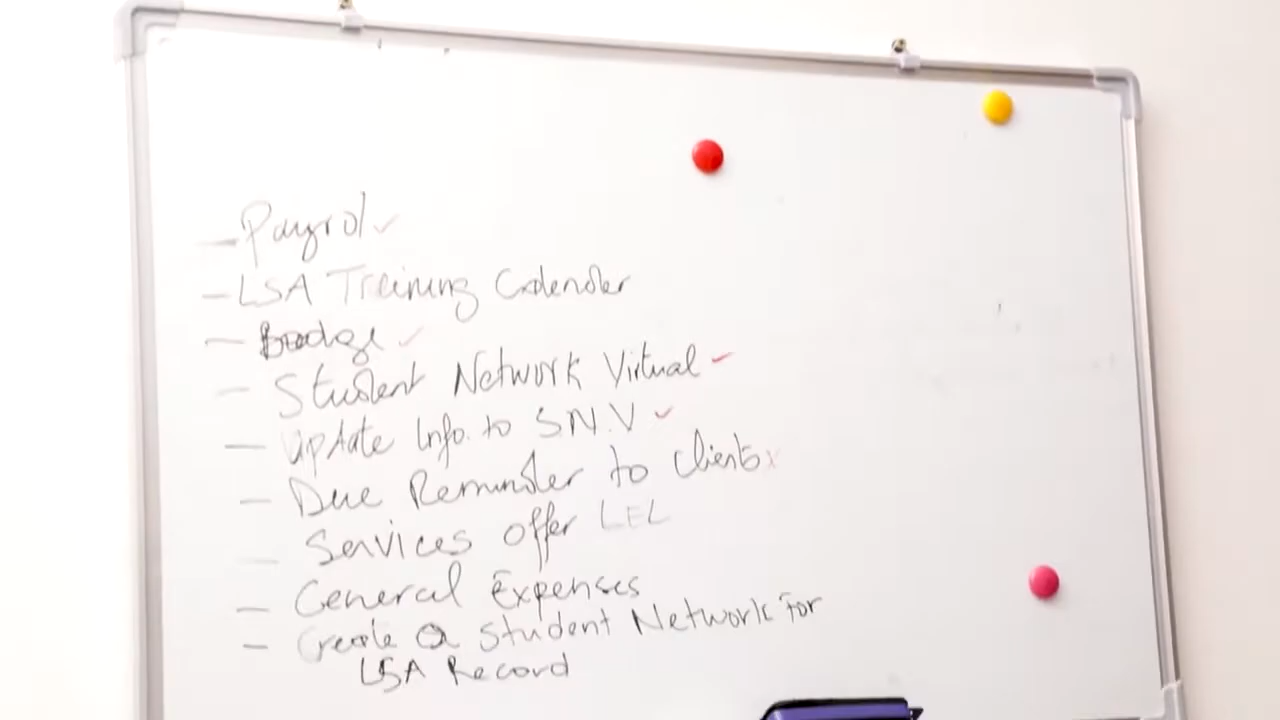 - Payrol ✓
- LSA Training Calender
- Badge ✓
- Student Network Virtual -
- Update Info. to S.N.V ✓
- Due Reminder to Clients x
- Services offer LEL
- General Expenses
- Create a Student Network For
LSA Record